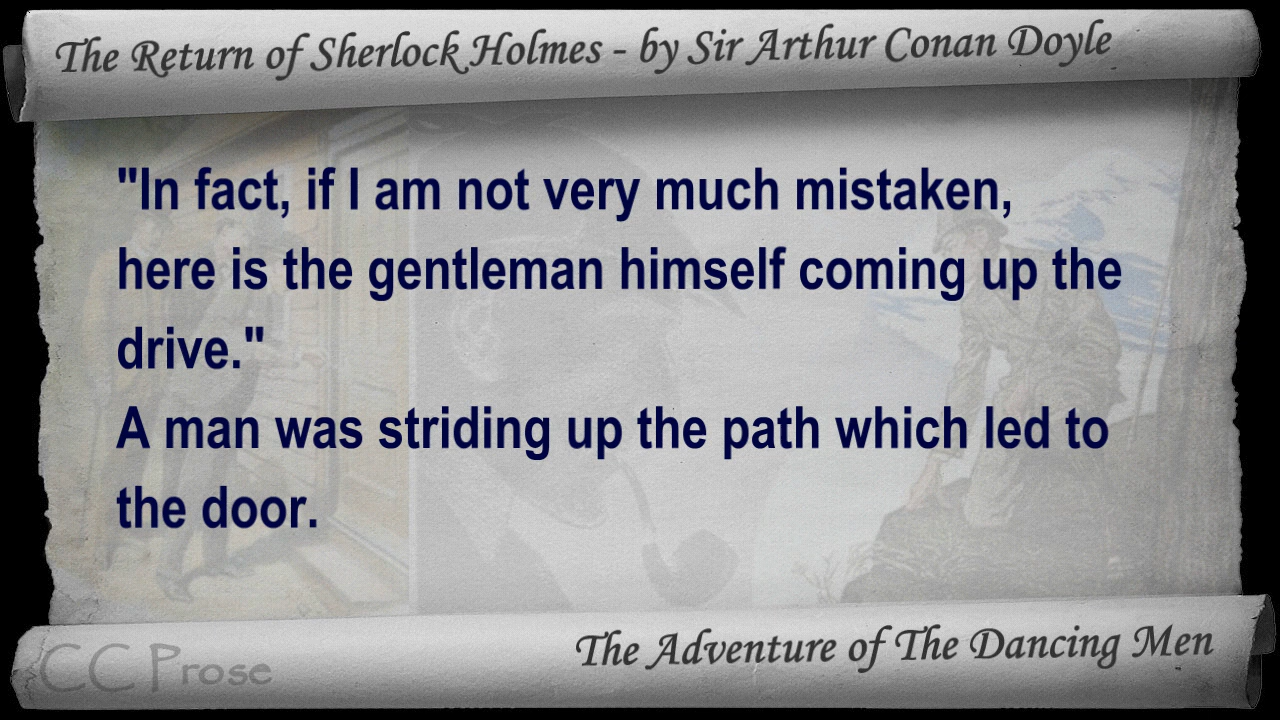 The Return of Sherlock Holmes - by Sir Arthur Conan Doyle
"In fact, if I am not very much mistaken,
here is the gentleman himself coming up the
drive."
A man was striding up the path which led to
the door.
CC Prose
The Adventure of The Dancing Men